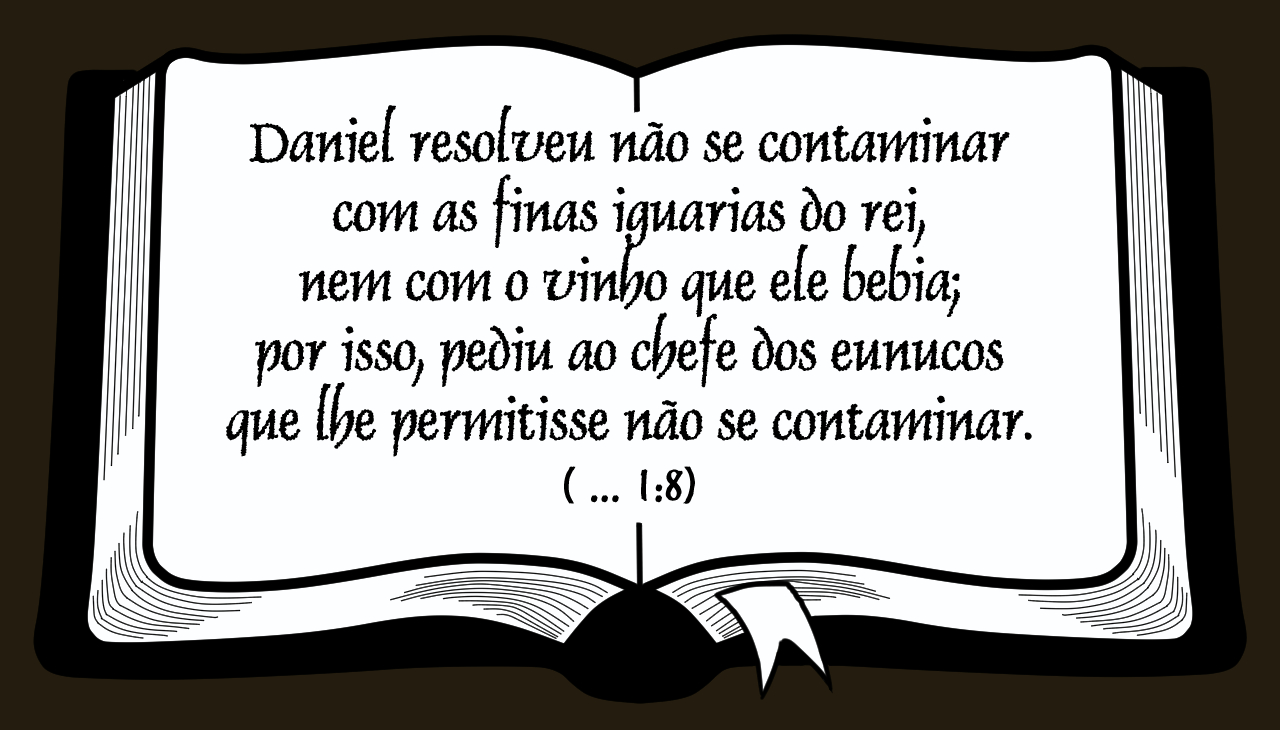 Daniel resolveu não se contaminar
com as finas iguarias do rei,
nem com o vinho que ele bebia;
por isso, pediu ao chefe dos eunucos
que lhe permitisse não se contaminar.
( ... 1:8)